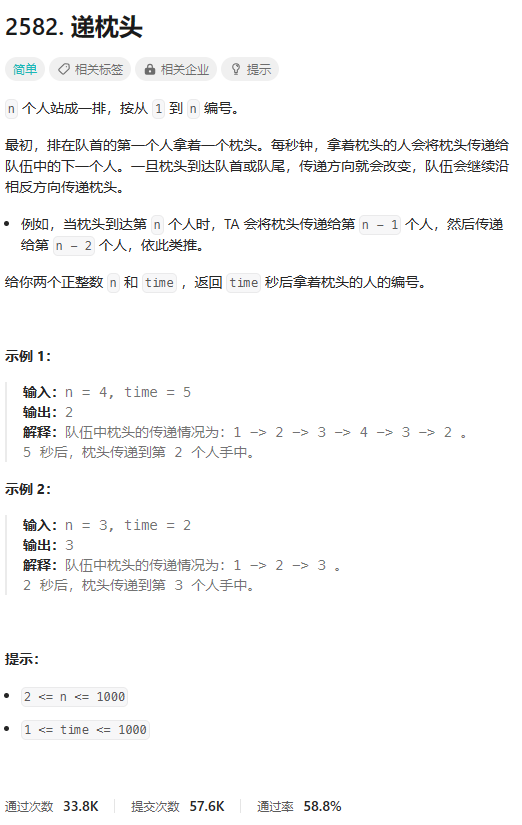 2582. 递枕头
简单 相关标签 相关企业 提示
n 个人站成一排，按从 1 到 n 编号。
最初，排在队首的第一个人拿着一个枕头。每秒钟，拿着枕头的人会将枕头传递给
队伍中的下一个人。一旦枕头到达队首或队尾，传递方向就会改变，队伍会继续沿
相反方向传递枕头。
• 例如，当枕头到达第 n 个人时，TA 会将枕头传递给第 n − 1 个人，然后传递
给第 n − 2 个人，依此类推。
给你两个正整数 n 和 time ，返回 time 秒后拿着枕头的人的编号。
示例 1：
输入：n = 4, time = 5
输出：2
解释：队伍中枕头的传递情况为：1 -> 2 -> 3 -> 4 -> 3 -> 2 。
5 秒后，枕头传递到第 2 个人手中。
示例 2：
输入：n = 3, time = 2
输出：3
解释：队伍中枕头的传递情况为：1 -> 2 -> 3 。
2 秒后，枕头传递到第 3 个人手中。
提示：
• 2 <= n <= 1000
• 1 <= time <= 1000
通过次数 33.8K 提交次数 57.6K 通过率 58.8%